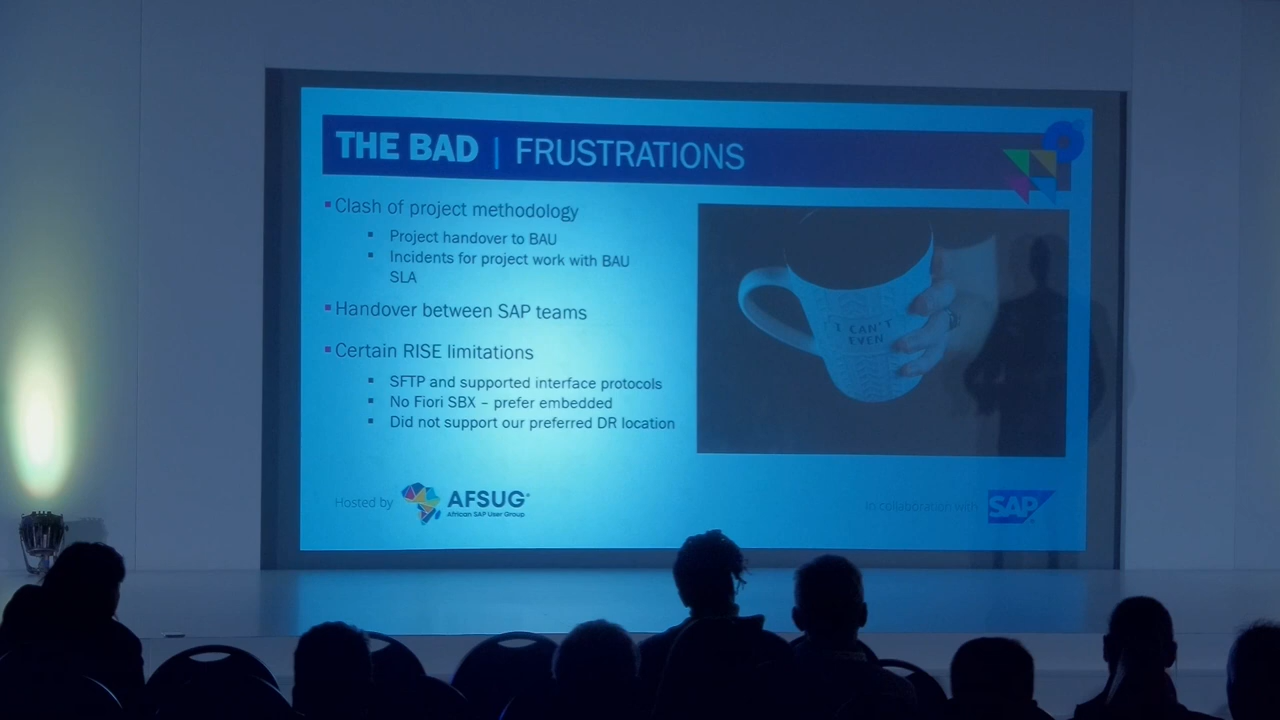 THE BAD | FRUSTRATIONS
Clash of project methodology
Project handover to BAU
Incidents for project work with BAU
SLA
Handover between SAP teams
Certain RISE limitations
SFTP and supported interface protocols
No Fiori SBX – prefer embedded
Did not support our preferred DR location
I CAN'T
EVEN
Hosted by
AFSUG
African SAP User Group
In collaboration with
SAP